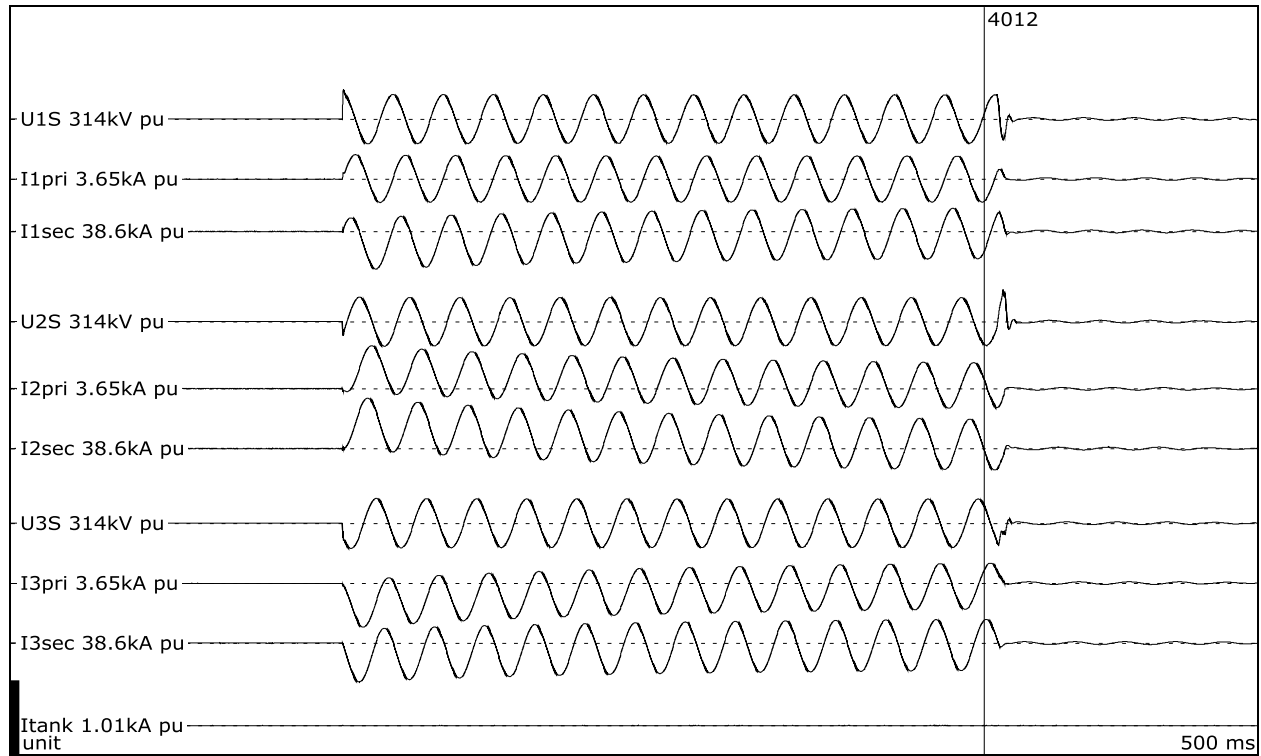 4012
U1S 314kV pu
I1pri 3.65kA pu
I1sec 38.6kA pu
U2S 314kV pu
I2pri 3.65kA pu
I2sec 38.6kA pu
U3S 314kV pu
I3pri 3.65kA pu
I3sec 38.6kA pu
Itank 1.01kA pu
unit 500 ms